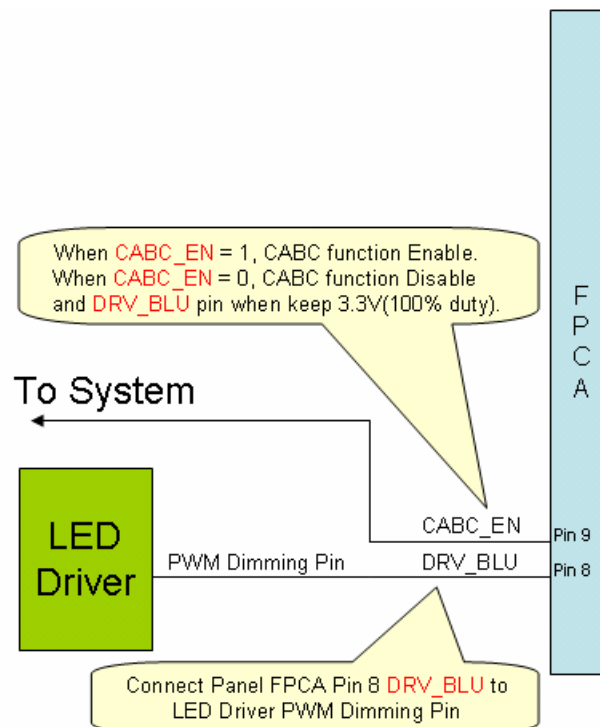 When CABC_EN = 1, CABC function Enable.
When CABC_EN = 0, CABC function Disable
and DRV_BLU pin when keep 3.3V(100% duty).
F
P
C
A
To System
CABC_EN
Pin 9
LED
Driver
PWM Dimming Pin
DRV_BLU
Pin 8
Connect Panel FPCA Pin 8 DRV_BLU to
LED Driver PWM Dimming Pin